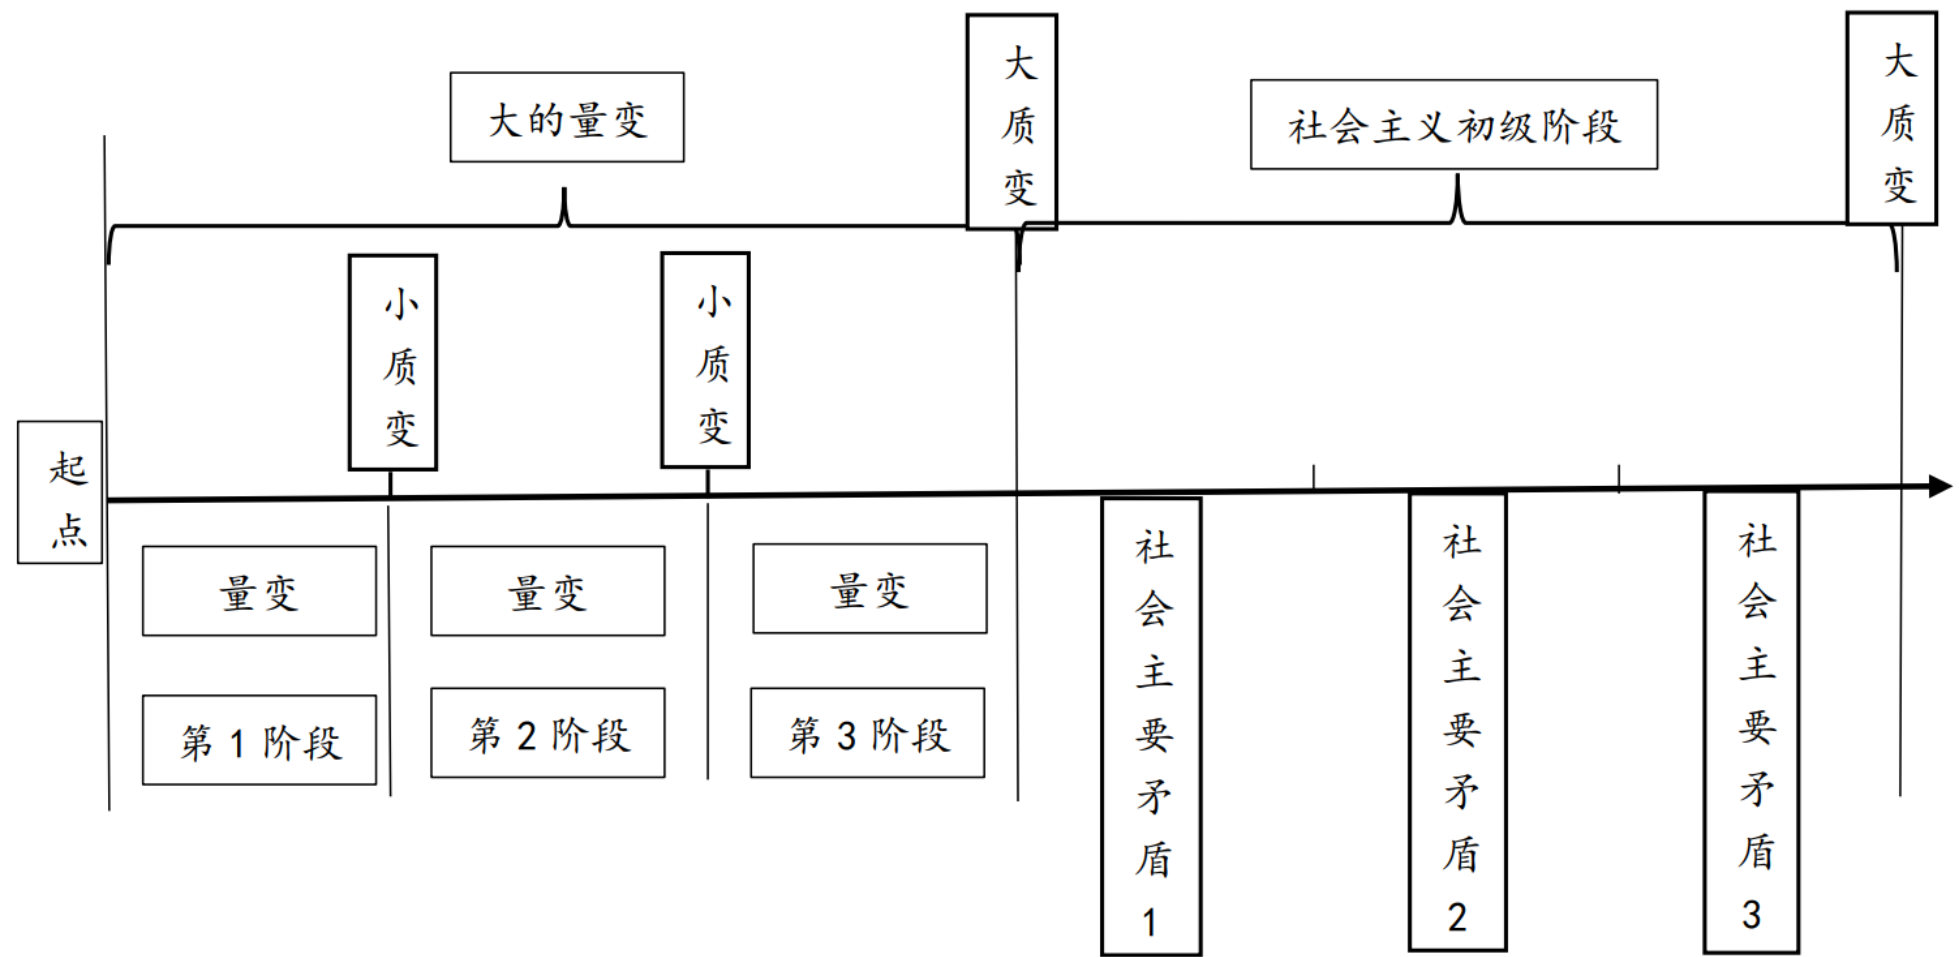 大的量变
大质变
社会主义初级阶段
大质变
小质变
小质变
起点
量变
量变
量变
第1阶段
第2阶段
第3阶段
社会主要矛盾1
社会主要矛盾2
社会主要矛盾3